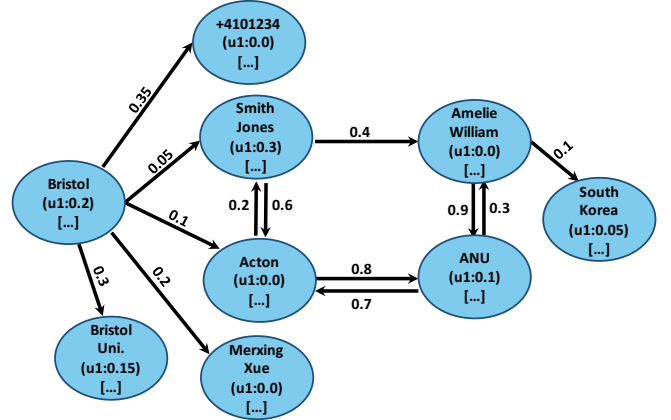 +4101234
(u1:0.0)
[...]
0.35
Smith
Jones
(u1:0.3)
[...]
0.4
Amelie
William
(u1:0.0)
[...]
0.1
South
Korea
(u1:0.05)
[...]
0.05
Bristol
(u1:0.2)
[...]
0.1
0.2
0.6
0.9
0.3
Acton
(u1:0.0)
[...]
0.8
0.7
ANU
(u1:0.1)
[...]
0.3
0.2
Bristol
Uni.
(u1:0.15)
[...]
Merxing
Xue
(u1:0.0)
[...]